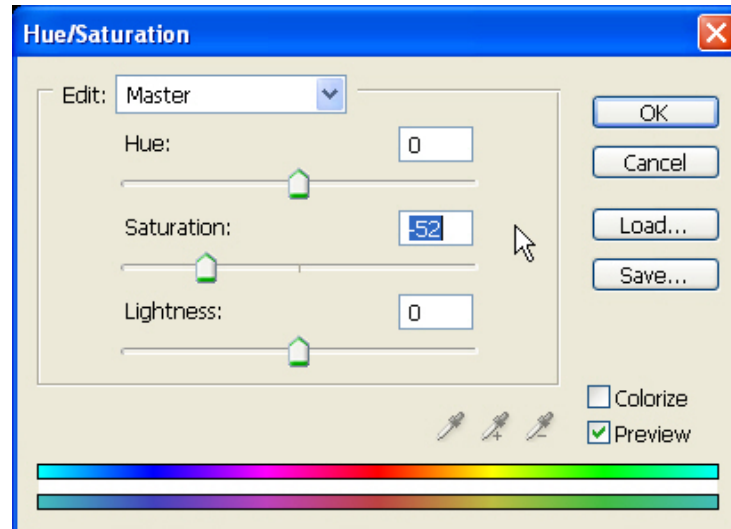 Hue/Saturation
Edit: Master
Hue: 0
Saturation: -52
Lightness: 0
OK
Cancel
Load...
Save...
Colorize
Preview